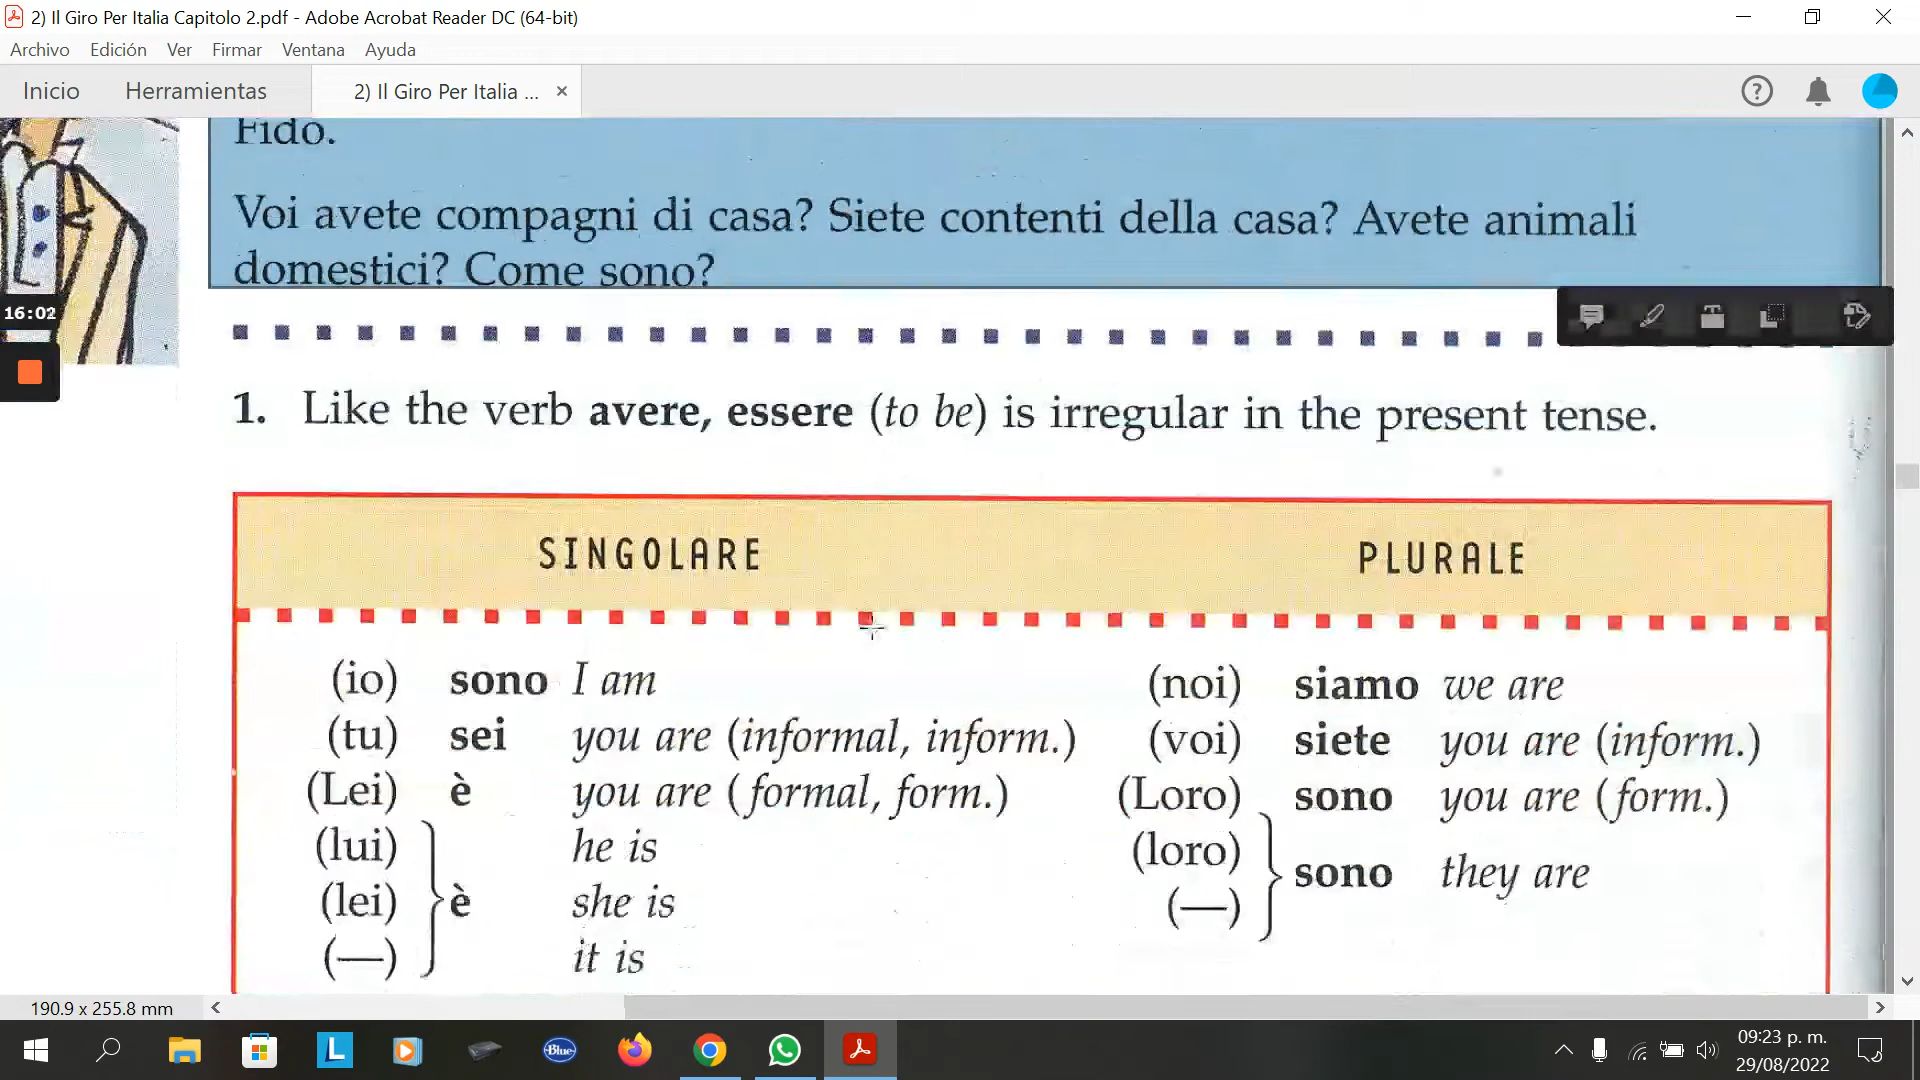 2) Il Giro Per Italia Capitolo 2.pdf - Adobe Acrobat Reader DC (64-bit)
Archivo Edición Ver Firmar Ventana Ayuda
Inicio Herramientas 2) Il Giro Per Italia ... ×
Fido.
Voi avete compagni di casa? Siete contenti della casa? Avete animali
domestici? Come sono?
16:02
1. Like the verb avere, essere (to be) is irregular in the present tense.
SINGOLARE PLURALE
(io) sono I am (noi) siamo we are
(tu) sei you are (informal, inform.) (voi) siete you are (inform.)
(Lei) è you are (formal, form.) (Loro) sono you are (form.)
(lui) he is (loro)
sono they are
(lei) è she is (—)
(—) it is
190.9 x 255.8 mm
L Blue
09:23 p. m.
29/08/2022